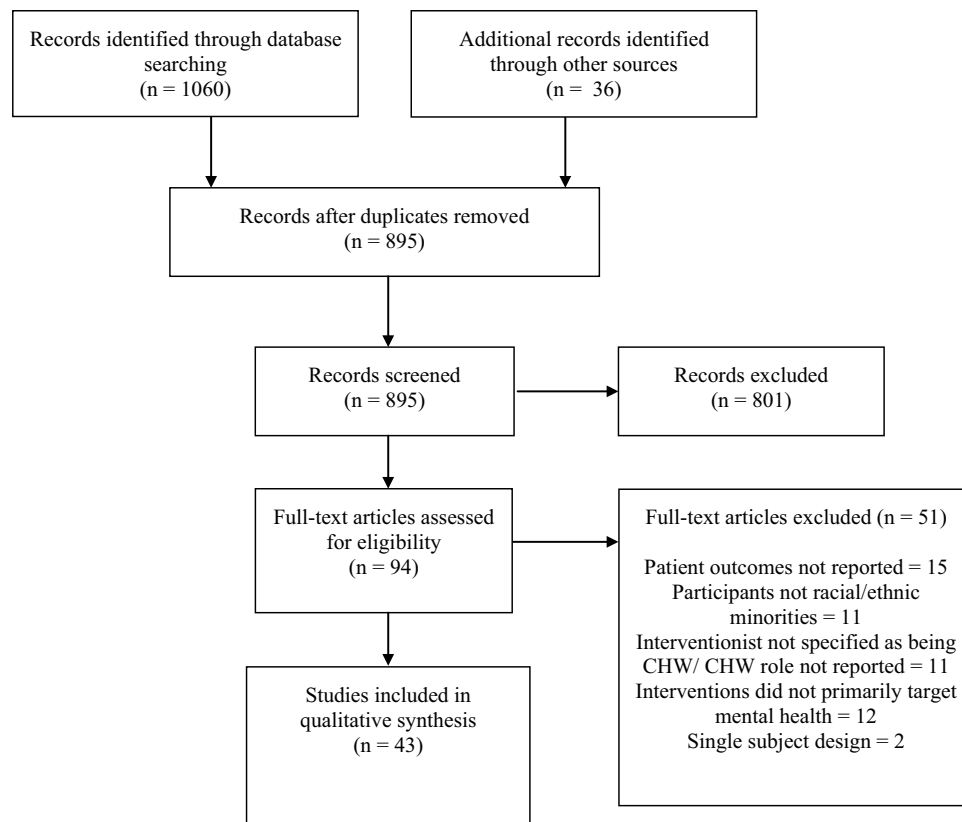 Records identified through database
searching
(n = 1060)
Additional records identified
through other sources
(n = 36)
Records after duplicates removed
(n = 895)
Records screened
(n = 895)
Records excluded
(n = 801)
Full-text articles assessed
for eligibility
(n = 94)
Full-text articles excluded (n = 51)
Patient outcomes not reported = 15
Participants not racial/ethnic
minorities = 11
Interventionist not specified as being
CHW/ CHW role not reported = 11
Interventions did not primarily target
mental health = 12
Single subject design = 2
Studies included in
qualitative synthesis
(n = 43)